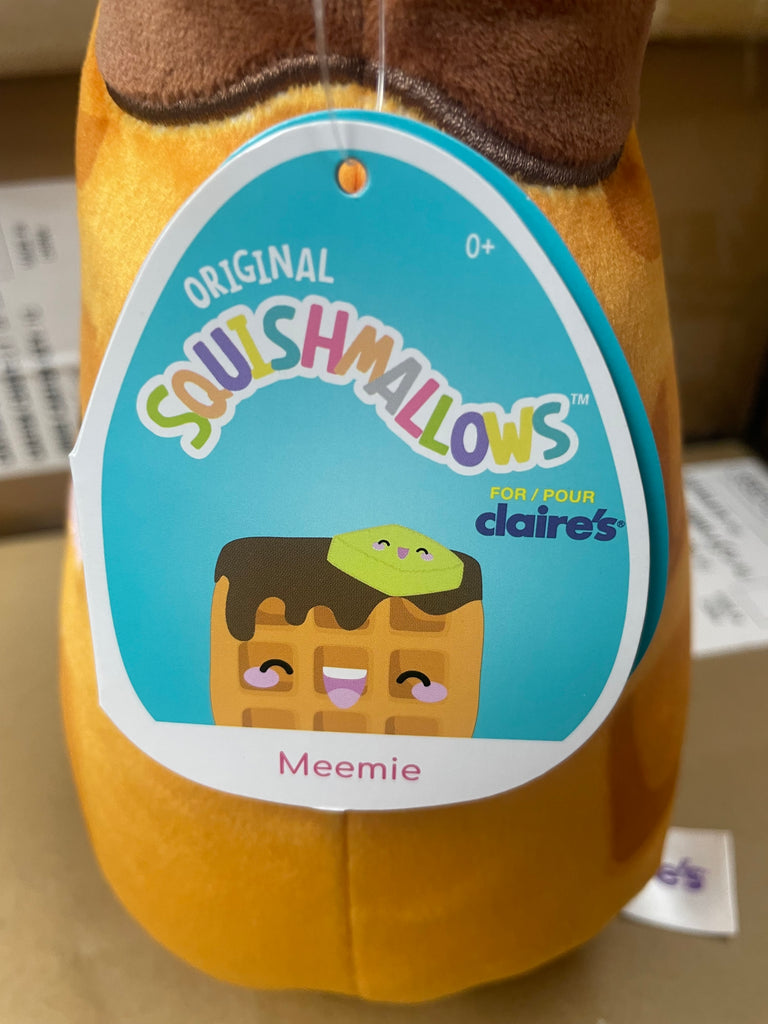 0+
ORIGINAL
SQUISHMALLOWS™
FOR / POUR
claire's®
Meemie
e's